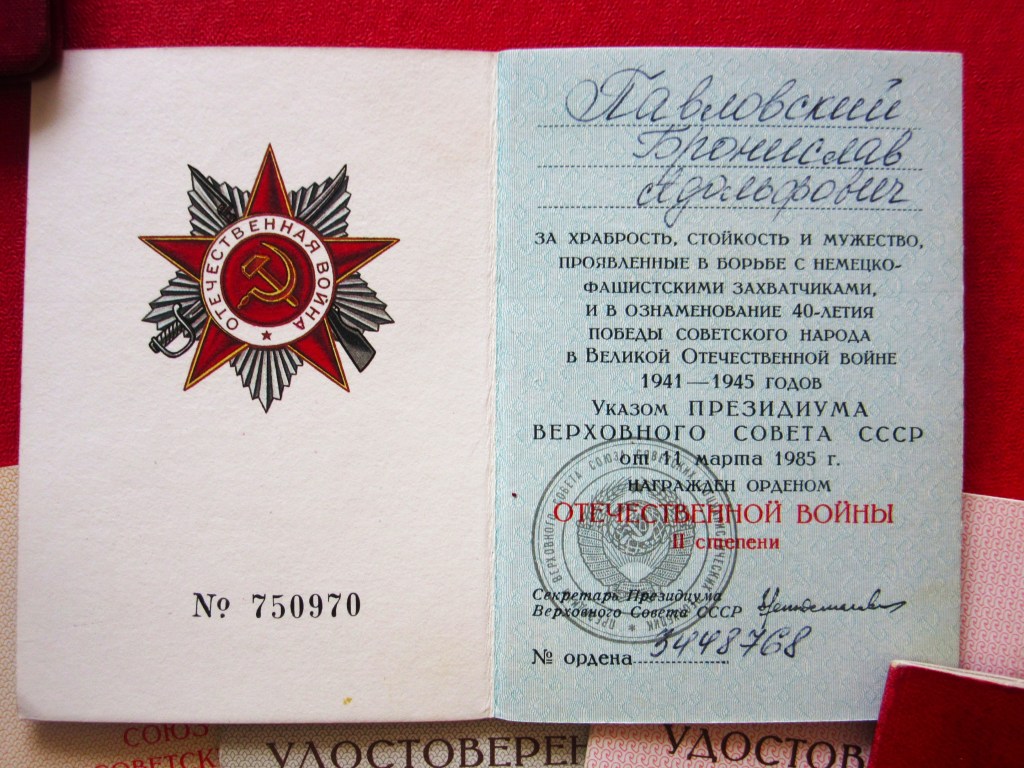 ОТЕЧЕСТВЕННАЯ ВОЙНА
№ 750970
Павловский
Бронислав
Адольфович
ЗА ХРАБРОСТЬ, СТОЙКОСТЬ И МУЖЕСТВО,
ПРОЯВЛЕННЫЕ В БОРЬБЕ С НЕМЕЦКО-
ФАШИСТСКИМИ ЗАХВАТЧИКАМИ,
И В ОЗНАМЕНОВАНИЕ 40-ЛЕТИЯ
ПОБЕДЫ СОВЕТСКОГО НАРОДА
В ВЕЛИКОЙ ОТЕЧЕСТВЕННОЙ ВОЙНЕ
1941—1945 ГОДОВ
УКАЗОМ ПРЕЗИДИУМА
ВЕРХОВНОГО СОВЕТА СССР
от 11 марта 1985 г.
НАГРАЖДЕН ОРДЕНОМ
ОТЕЧЕСТВЕННОЙ ВОЙНЫ
II степени
Секретарь Президиума
Верховного Совета СССР
№ ордена 3448768
СОЮЗ
УДОСТОВЕРЕН
УДОСТОВ